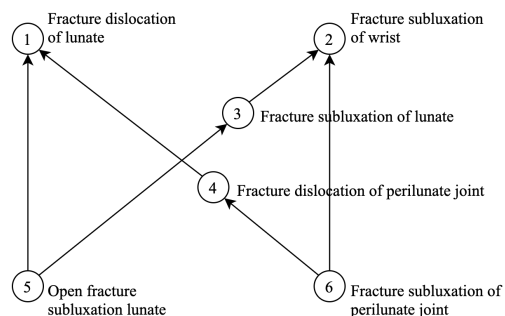 Fracture dislocation
of lunate
1
Fracture subluxation
of wrist
2
3
Fracture subluxation of lunate
4
Fracture dislocation of perilunate joint
5
Open fracture
subluxation lunate
6
Fracture subluxation of
perilunate joint